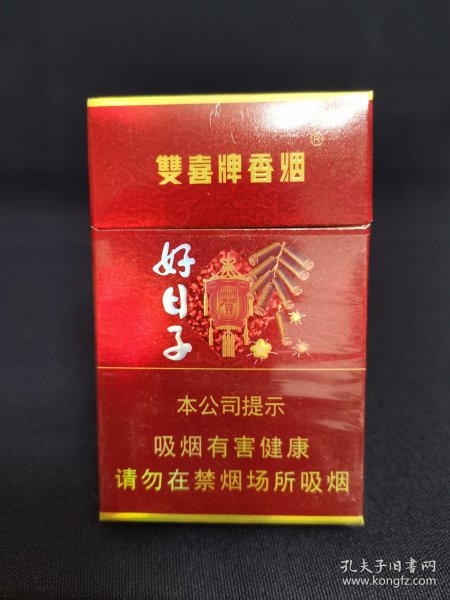 雙喜牌香烟®
好日子
賀
本公司提示
吸烟有害健康
请勿在禁烟场所吸烟
孔夫子旧书网
www.kongfz.com